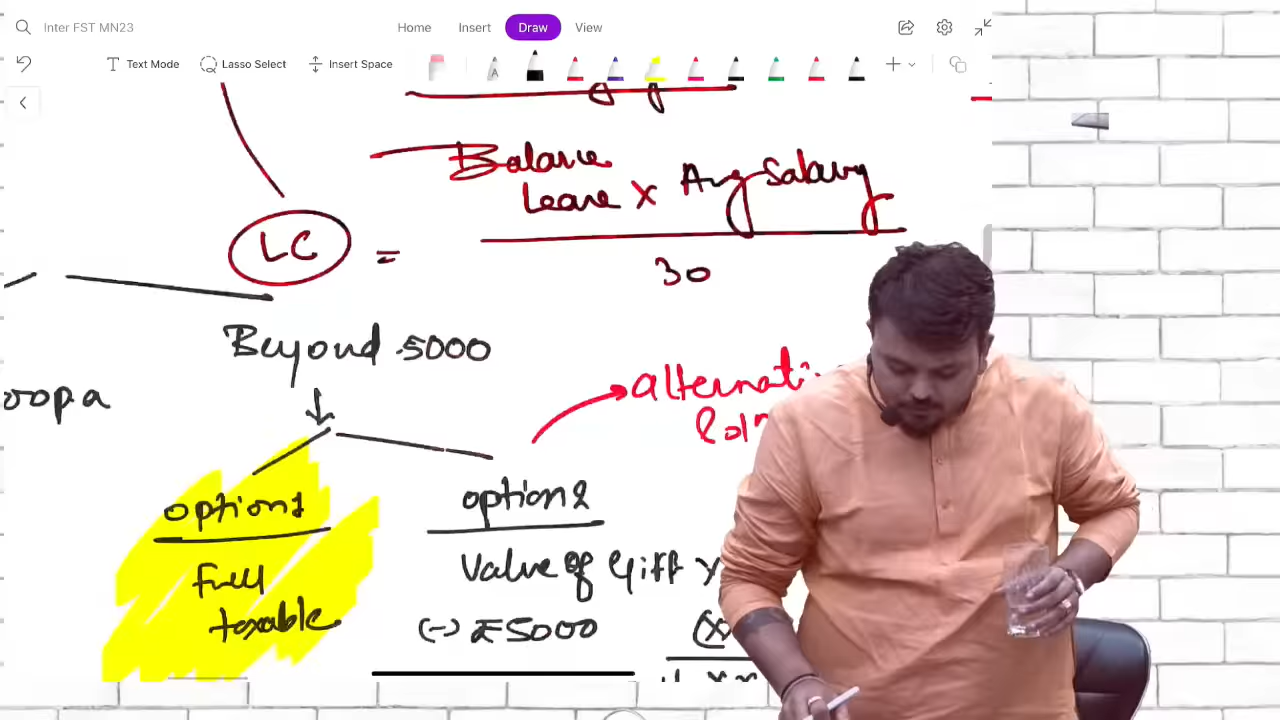 Inter FST MN23
Home Insert Draw View
Text Mode Lasso Select Insert Space
Balance
Leave x Avg Salary
LC =
30
Beyond 5000
alternati
option1
option2
Full
taxable
Value of Gift
(-) ₹5000
(x